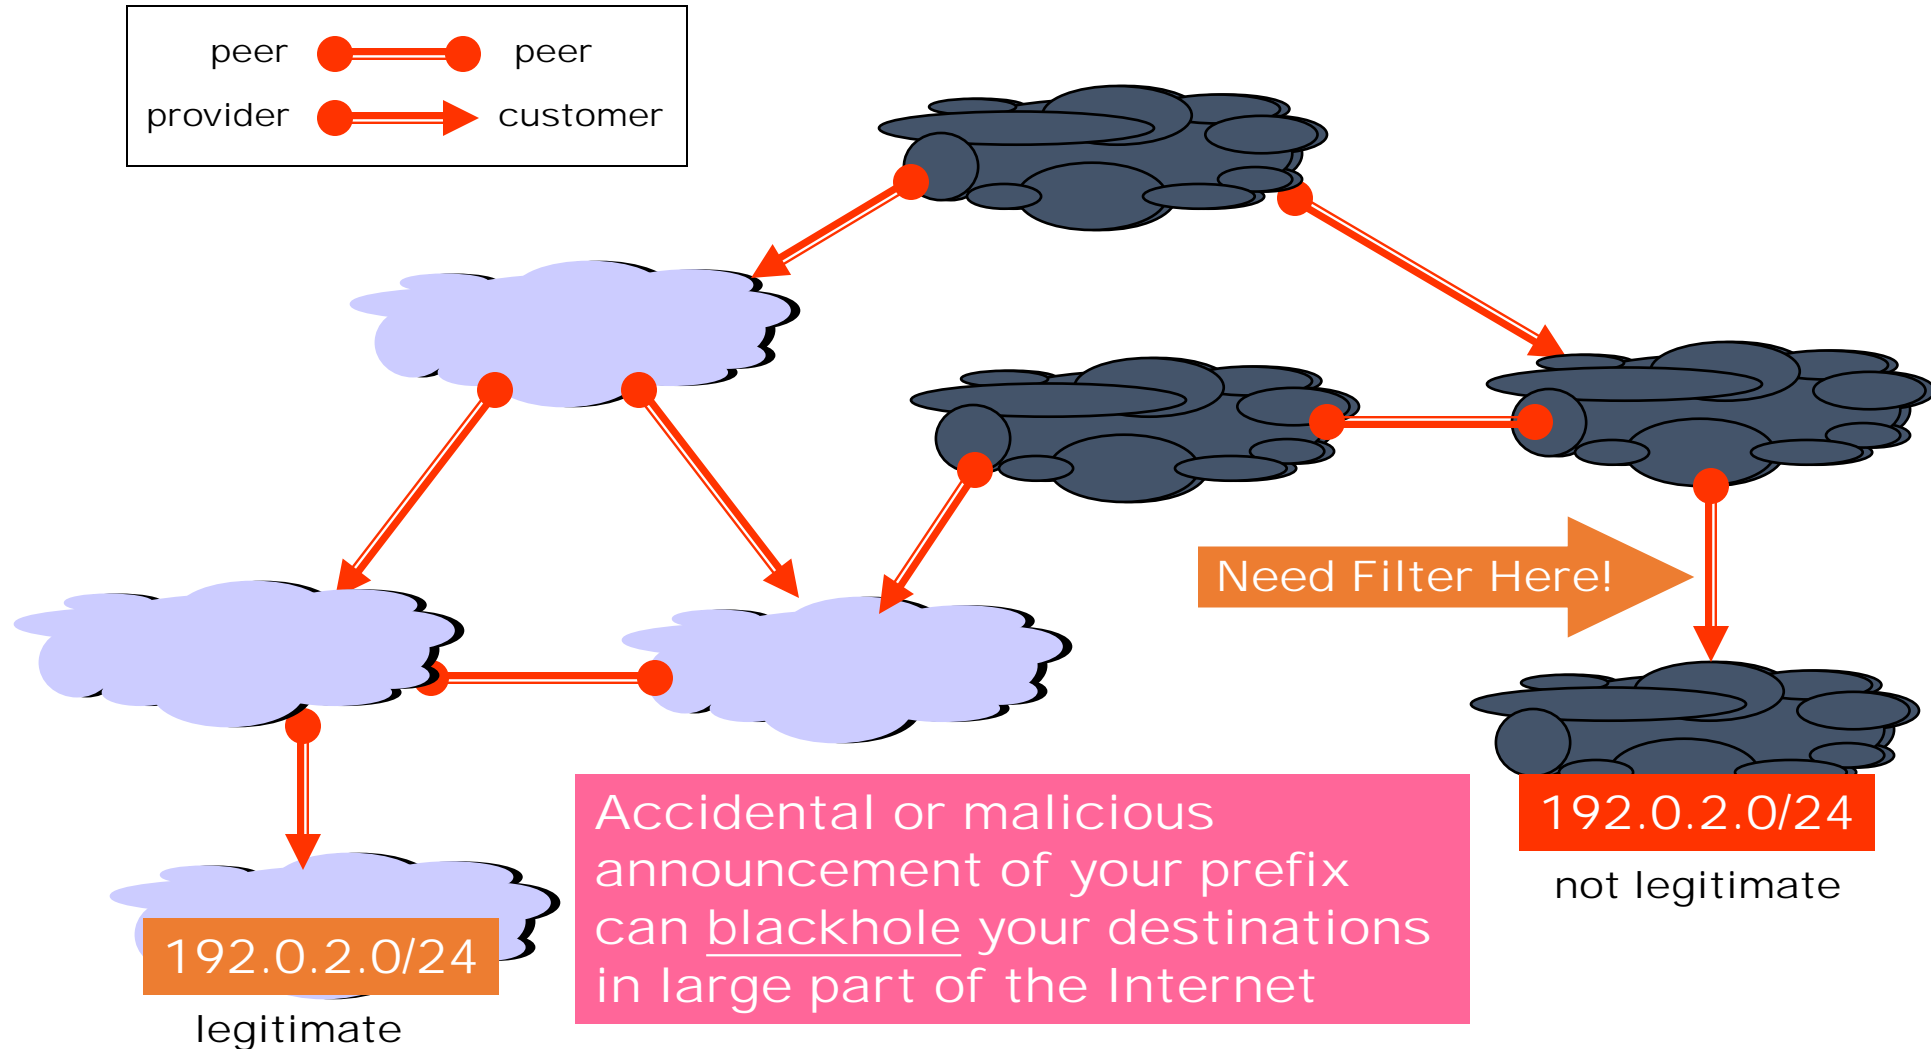 peer peer
provider customer
Need Filter Here!
Accidental or malicious
announcement of your prefix
can blackhole your destinations
in large part of the Internet
192.0.2.0/24
not legitimate
192.0.2.0/24
legitimate